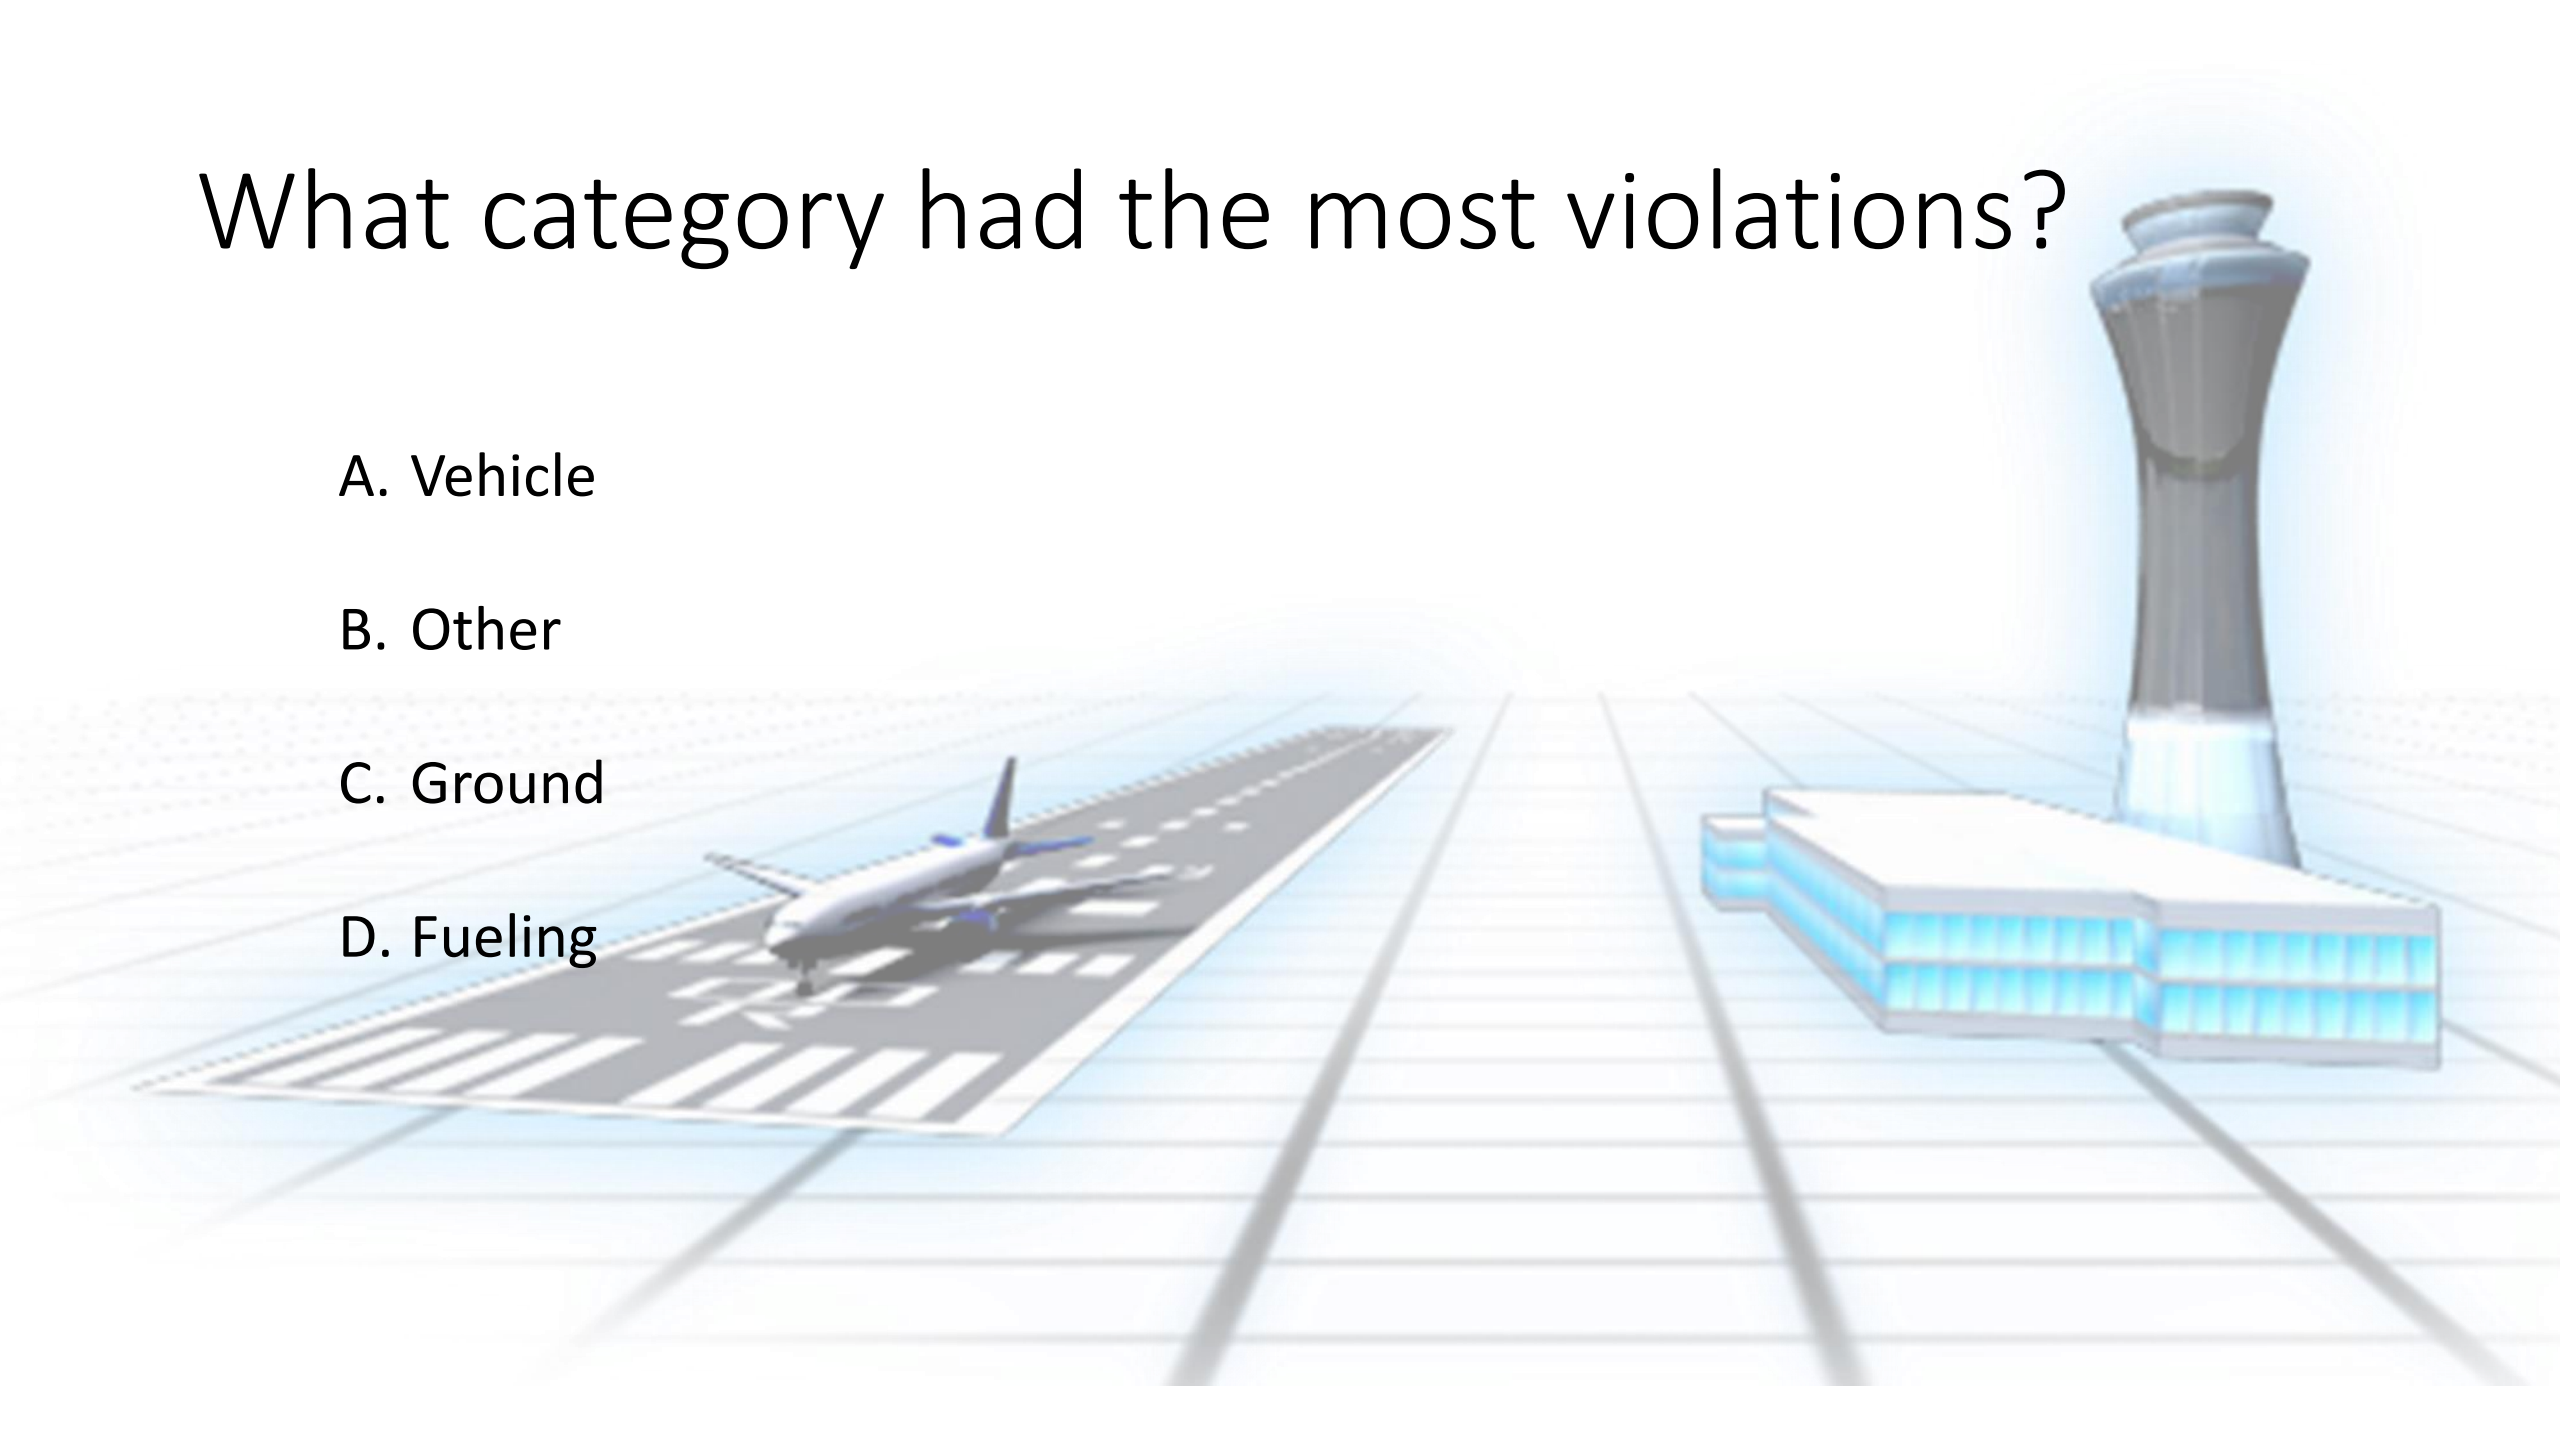 What category had the most violations?
A. Vehicle
B. Other
C. Ground
D. Fueling